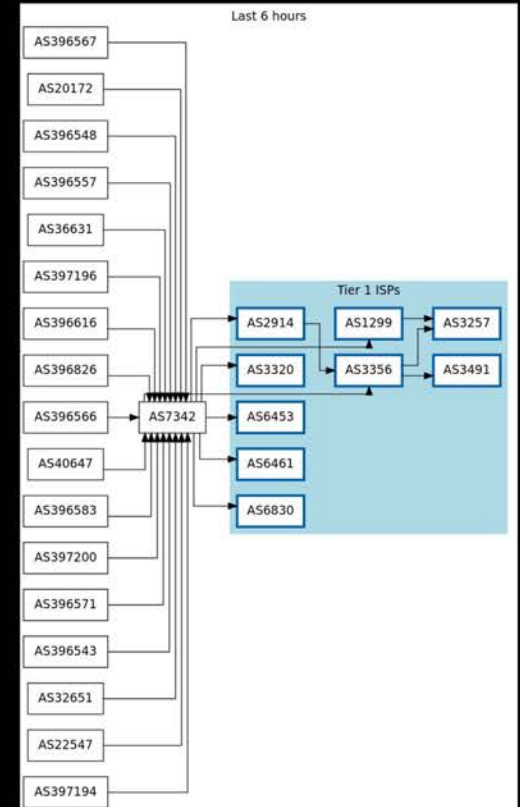 Last 6 hours
AS396567
AS20172
AS396548
AS396557
AS36631
AS397196
AS396616
AS396826
AS396566
AS40647
AS396583
AS397200
AS396571
AS396543
AS32651
AS22547
AS397194
AS7342
Tier 1 ISPs
AS2914
AS1299
AS3257
AS3320
AS3356
AS3491
AS6453
AS6461
AS6830